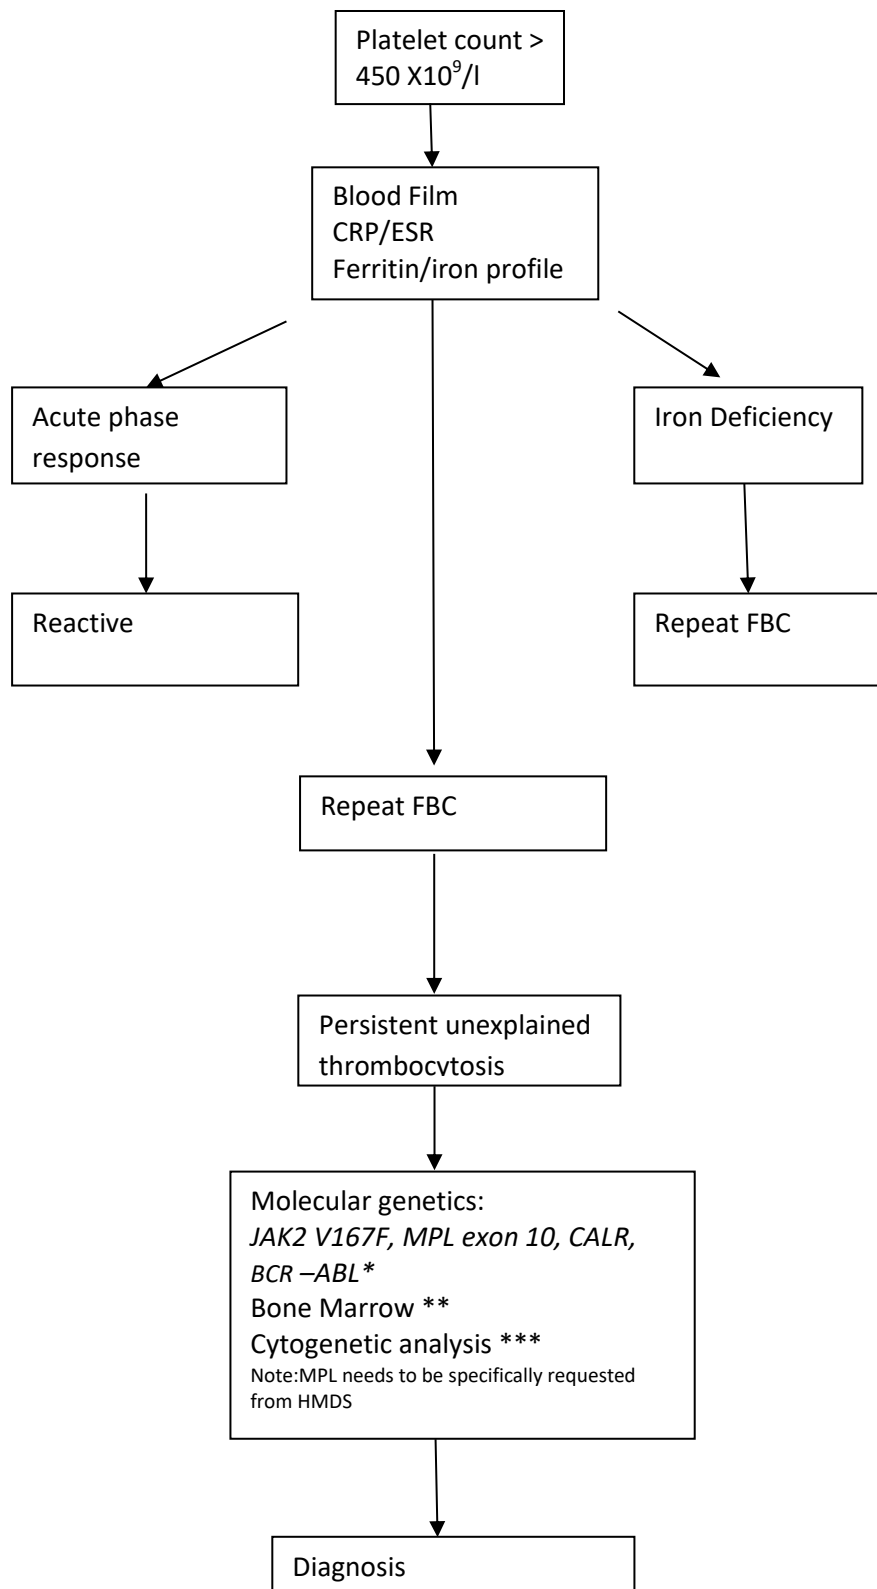 Platelet count >
450 X10⁹/l
Blood Film
CRP/ESR
Ferritin/iron profile
Acute phase
response
Iron Deficiency
Reactive
Repeat FBC
Repeat FBC
Persistent unexplained
thrombocytosis
Molecular genetics:
JAK2 V167F, MPL exon 10, CALR,
BCR –ABL*
Bone Marrow **
Cytogenetic analysis ***
Note:MPL needs to be specifically requested
from HMDS
Diagnosis